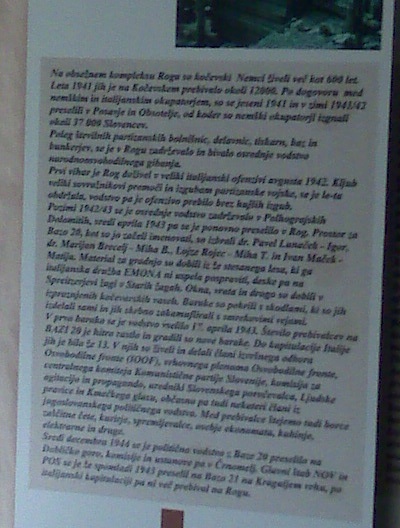 Na obsežnem kompleksu Roga so kočevski Nemci živeli več kot 600 let.
Leta 1941 jih je na Kočevskem prebivalo okoli 12000. Po dogovoru med
nemškim in italijanskim okupatorjem, so se jeseni 1941 in v zimi 1941/42
preselili v Posavje in Obsotelje, od koder so nemški okupatorji izgnali
okoli 37 000 Slovencev.
Poleg številnih partizanskih bolnišnic, delavnic, tiskarn, baz in
bunkerjev, se je v Rogu zadrževalo in bivalo osrednje vodstvo
narodnoosvobodilnega gibanja.
Prvi vihar je Rog doživel v veliki italijanski ofenzivi avgusta 1942. Kljub
veliki sovražnikovi premoči in izgubam partizanske vojske, se je le-ta
obdržala, vodstvo pa je ofenzivo prebilo brez hujših izgub.
Pozimi 1942/43 se je osrednje vodstvo zadrževalo v Polhograjskih
Dolomitih, sredi aprila 1943 pa se je ponovno preselilo v Rog. Prostor za
Bazo 20, kot so jo začeli imenovati, so izbrali dr. Pavel Lunaček - Igor,
dr. Marijan Brecelj - Miha B., Lojze Rojec - Miha T. in Ivan Maček -
Matija. Material za gradnjo so dobili iz že stesanega lesa, ki ga
italijanska družba EMONA ni uspela pospraviti, deske pa na
žagi v Starih žagah. Okna, vrata in drugo so dobili v
izpraznjenih kočevarskih vaseh. Barake so pokrili s skodlami, ki so jih
izdelali sami in jih skrbno zakamuflirali s smrekovimi vejami.
V prvo barako se je vodstvo vselilo 17. aprila 1943. Število prebivalcev na
BAZI 20 je hitro raslo in gradili so nove barake. Do kapitulacije Italije
jih je bila že 13. V njih so živeli in delali člani izvršnega odbora
Osvobodilne fronte (SOOF), vrhovnega plenuma Osvobodilne fronte,
centralnega komiteja Komunistične partije Slovenije, komisija za
agitacijo in propagando, uredniki Slovenskega poročevalca, Ljudske
pravice in Kmečkega glasu, občasno pa tudi nekateri člani iz
jugoslovanskega političnega vodstva. Med prebivalce štejemo tudi borce
zaščitne čete, kurirje, spremljevalce, osebje ekonomata, kuhinje,
elektrarne in druge.
Sredi decembra 1944 se je politično vodstvo z Baze 20 preselilo na
Dobličko goro, komisije in ustanove pa v Črnomelj. Glavni štab NOV in
POS se je že spomladi 1943 preselil na Bazo 21 na Kraguljem vrhu, po
italijanski kapitulaciji pa ni več prebival na Rogu.